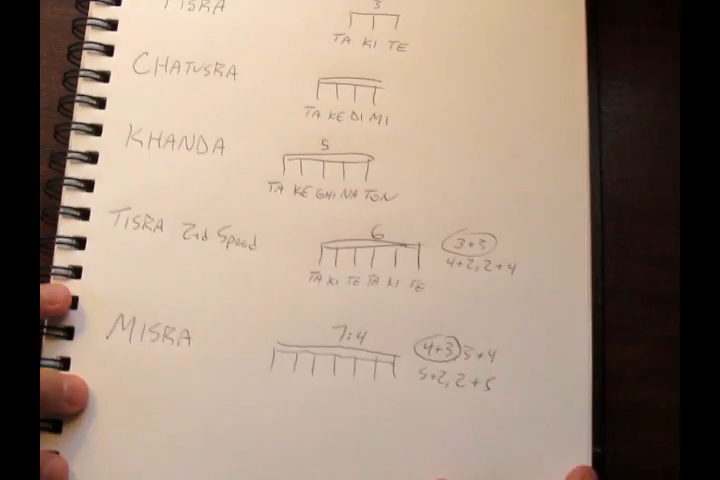 TISRA
3
TA KI TE
CHATUSRA
TA KE DI MI
KHANDA
5
TA KE GHI NA TON
TISRA 2nd Speed
6
3+3,
4+2, 2+4
TA KI TE TA KI TE
MISRA
7:4
4+3, 3+4
5+2, 2+5